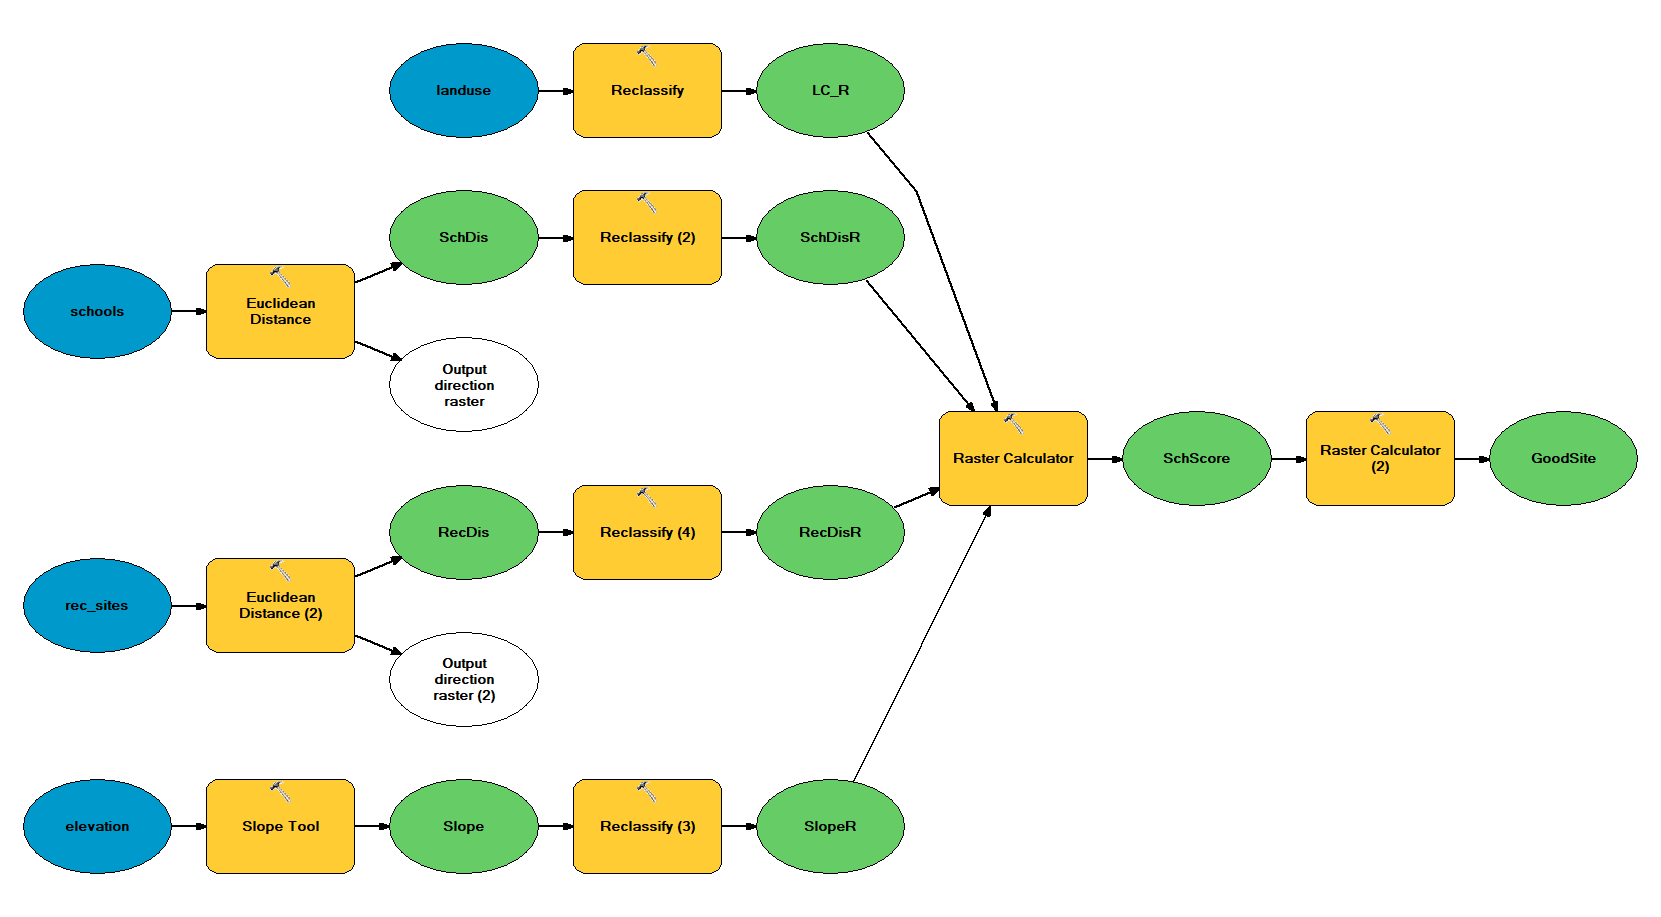 landuse
Reclassify
LC_R
SchDis
Reclassify (2)
SchDisR
schools
Euclidean
Distance
Output
direction
raster
Raster Calculator
SchScore
Raster Calculator
(2)
GoodSite
RecDis
Reclassify (4)
RecDisR
rec_sites
Euclidean
Distance (2)
Output
direction
raster (2)
elevation
Slope Tool
Slope
Reclassify (3)
SlopeR